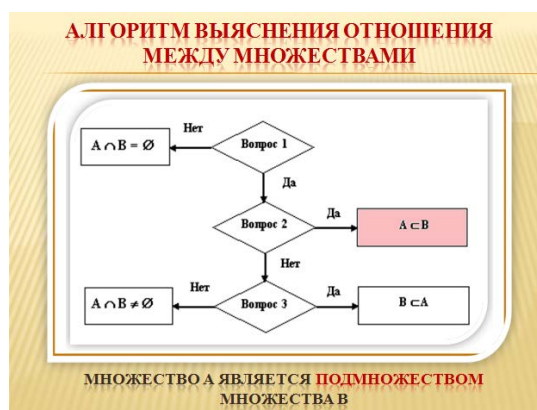 АЛГОРИТМ ВЫЯСНЕНИЯ ОТНОШЕНИЯ
МЕЖДУ МНОЖЕСТВАМИ
Нет
A ∩ B = Ø
Вопрос 1
Да
Вопрос 2
Да
A ⊂ B
Нет
Нет
A ∩ B ≠ Ø
Вопрос 3
Да
B ⊂ A
МНОЖЕСТВО А ЯВЛЯЕТСЯ ПОДМНОЖЕСТВОМ
МНОЖЕСТВА В